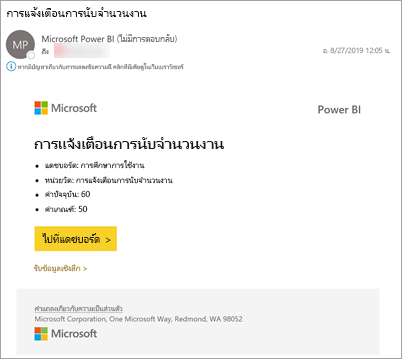 การแจ้งเตือนการนับจำนวนงาน
MP
Microsoft Power BI (ไม่มีการตอบกลับ)
ถึง
อ. 8/27/2019 12:05 น.
หากมีปัญหาเกี่ยวกับการแสดงข้อความนี้ คลิกที่นี่เพื่อดูในเว็บเบราว์เซอร์
Microsoft
Power BI
การแจ้งเตือนการนับจำนวนงาน
แดชบอร์ด: การศึกษาการใช้งาน
หน่วยวัด: การแจ้งเตือนการนับจำนวนงาน
ค่าปัจจุบัน: 60
ค่าเกณฑ์: 50
ไปที่แดชบอร์ด >
รับข้อมูลเชิงลึก >
คำแถลงเกี่ยวกับความเป็นส่วนตัว
Microsoft Corporation, One Microsoft Way, Redmond, WA 98052
Microsoft